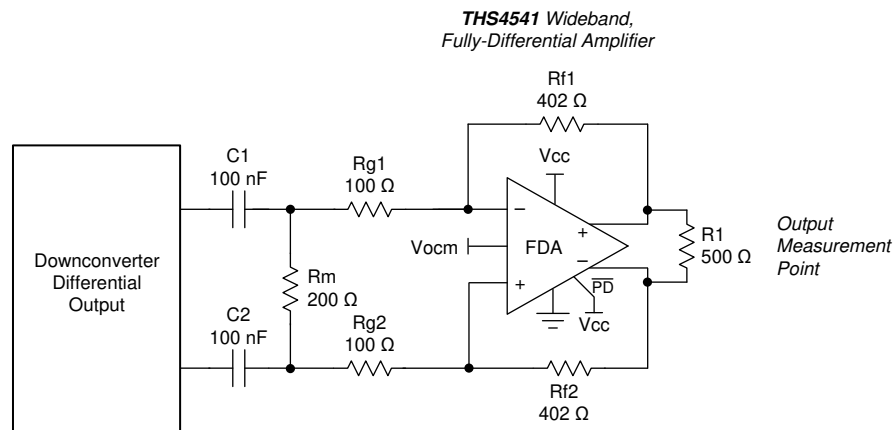 THS4541 Wideband,
Fully-Differential Amplifier
Rf1
402 Ω
C1
100 nF
Rg1
100 Ω
Vcc
Downconverter
Differential
Output
Rm
200 Ω
Vocm
−
FDA
+
+
−
PD
Vcc
R1
500 Ω
Output
Measurement
Point
C2
100 nF
Rg2
100 Ω
Rf2
402 Ω